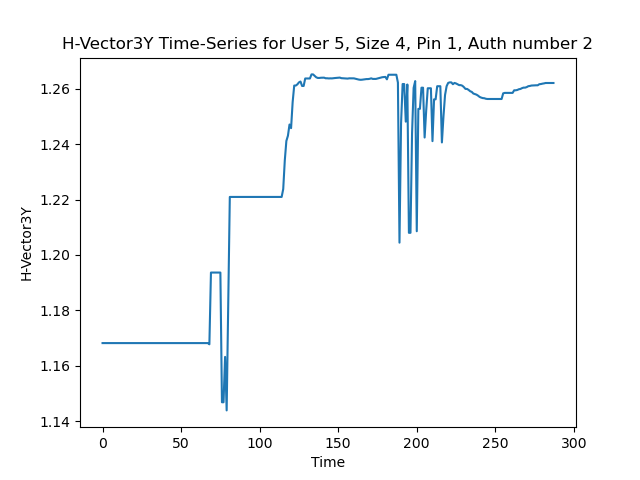 H-Vector3Y Time-Series for User 5, Size 4, Pin 1, Auth number 2
1.26
1.24
1.22
1.20
1.18
1.16
1.14
H-Vector3Y
0 50 100 150 200 250 300
Time